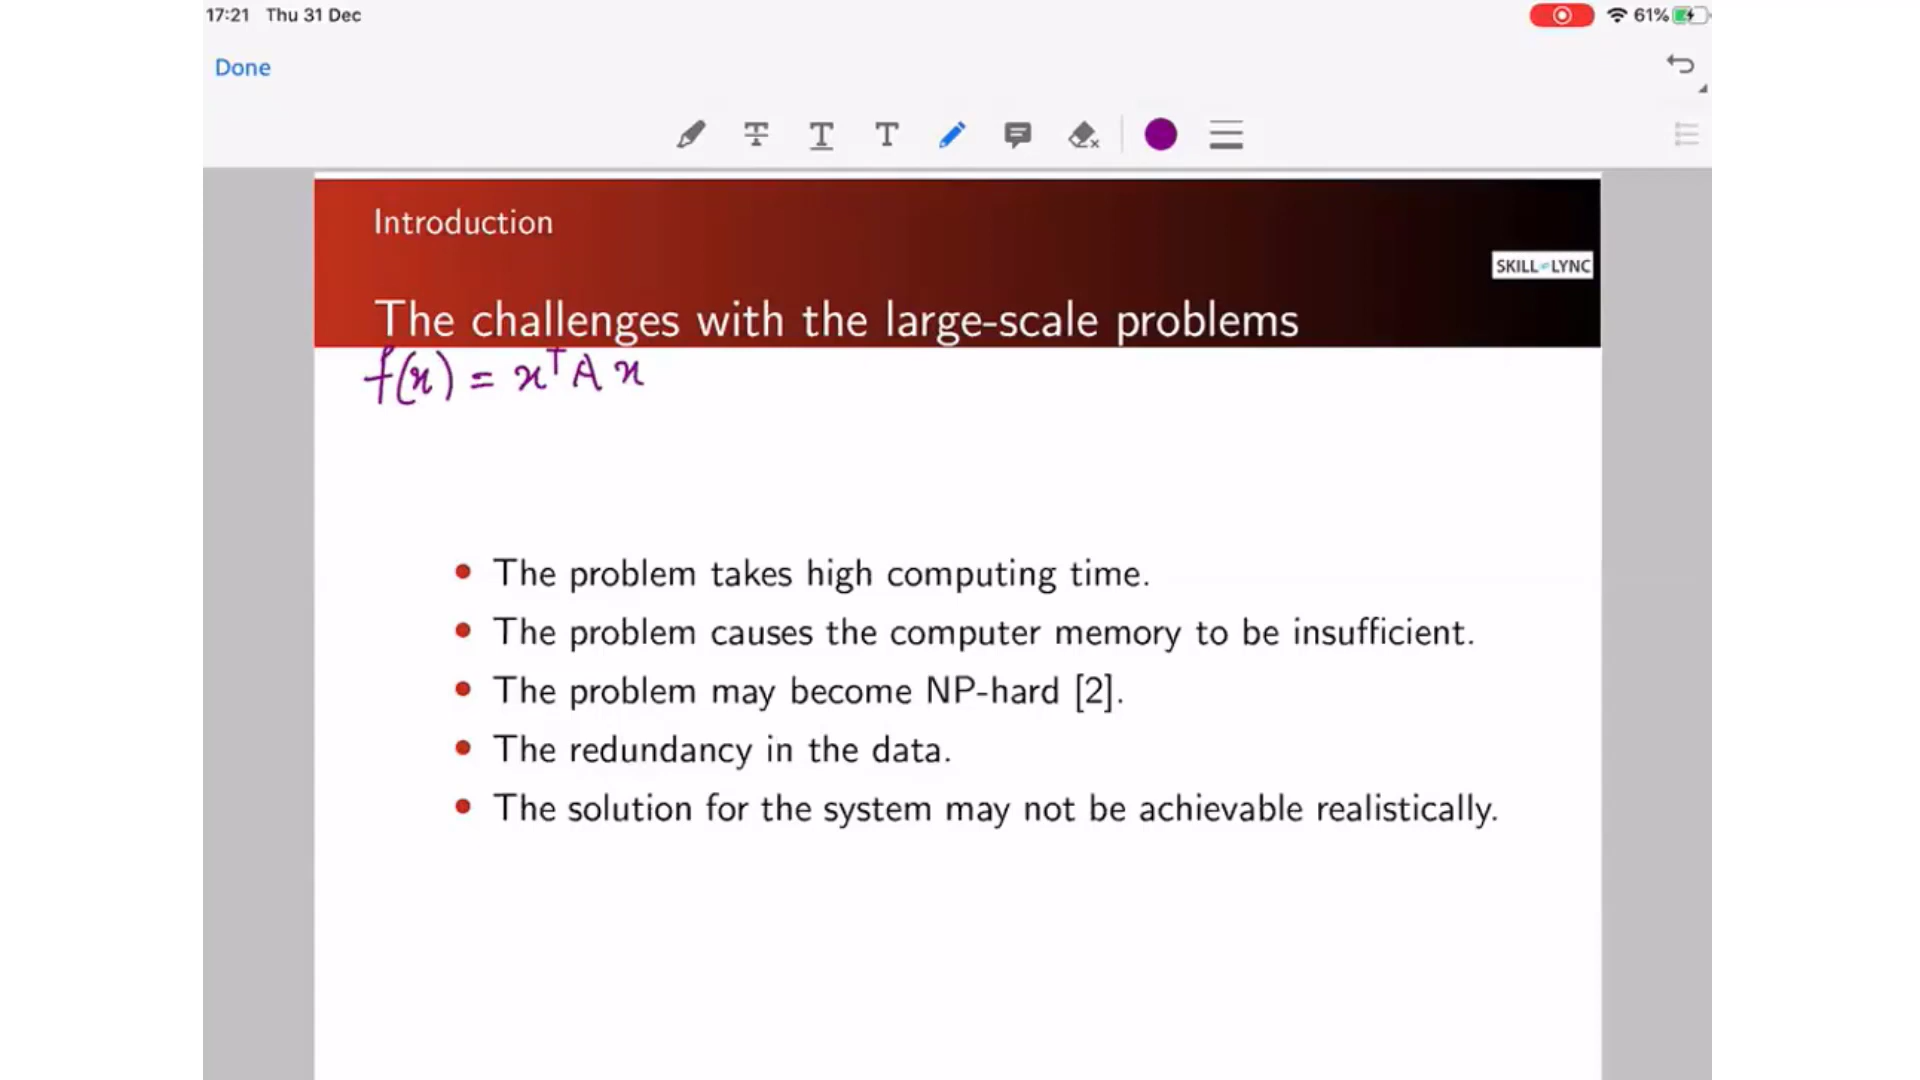 17:21 Thu 31 Dec
61%
Done
Introduction
SKILL LYNC
The challenges with the large-scale problems
f(x) = xᵀA x
• The problem takes high computing time.
• The problem causes the computer memory to be insufficient.
• The problem may become NP-hard [2].
• The redundancy in the data.
• The solution for the system may not be achievable realistically.